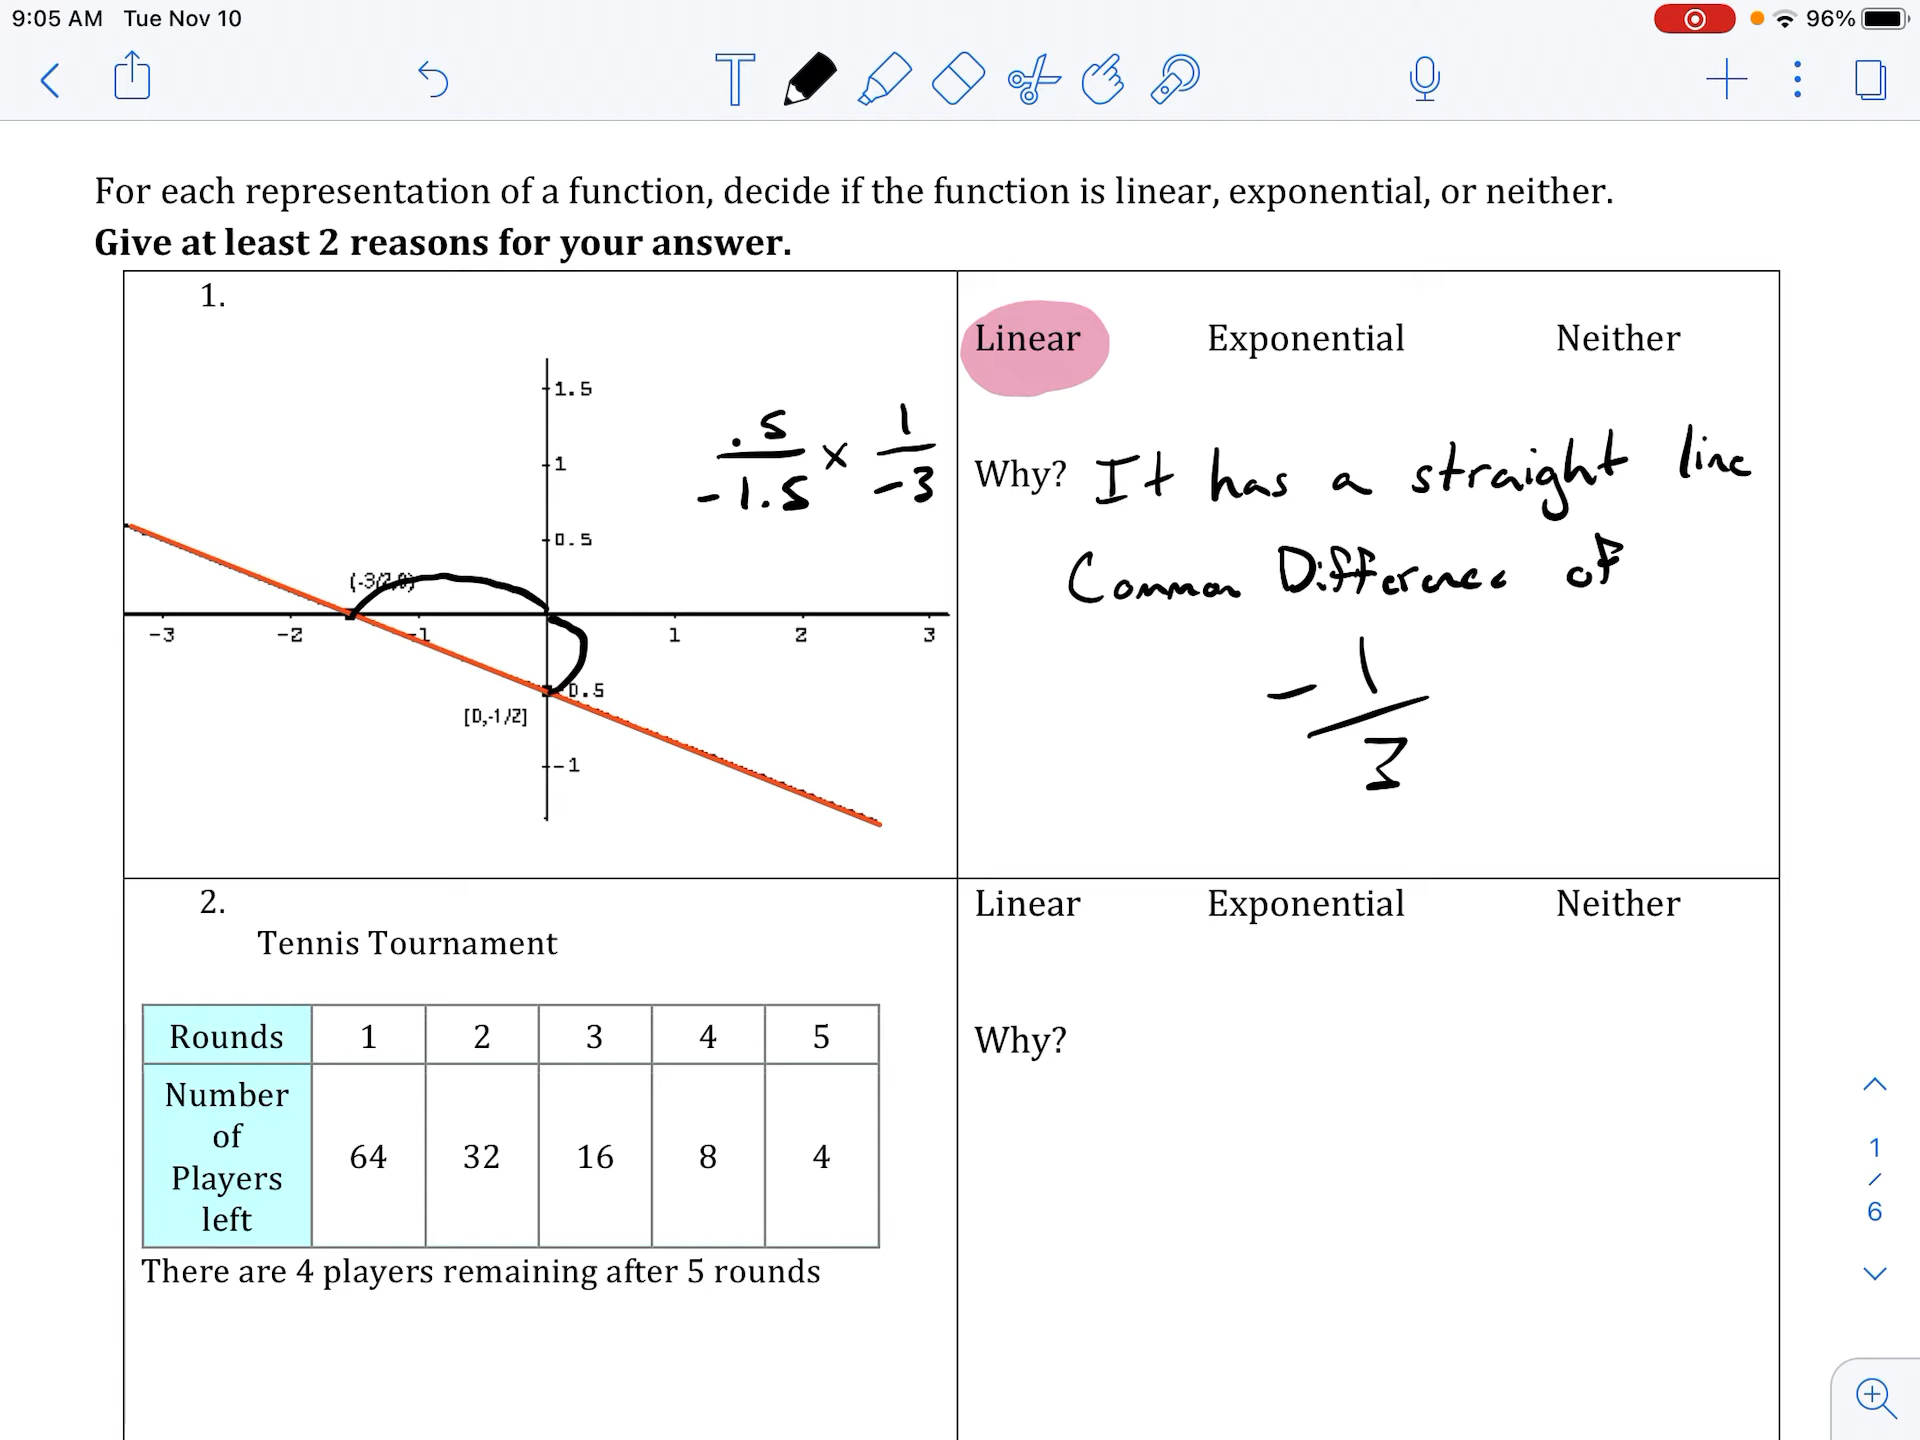 9:05 AM Tue Nov 10
96%
For each representation of a function, decide if the function is linear, exponential, or neither.
Give at least 2 reasons for your answer.
1.
1.5
1
0.5
(-3/2,0)
-3 -2 -1 1 2 3
-0.5
[0,-1/2]
-1
.5 / -1.5 × 1 / -3
Linear Exponential Neither
Why? It has a straight line
Common Difference of
- 1 / 3
2.
Tennis Tournament
Rounds 1 2 3 4 5
Number
of
Players
left
64 32 16 8 4
There are 4 players remaining after 5 rounds
Linear Exponential Neither
Why?
1
/
6